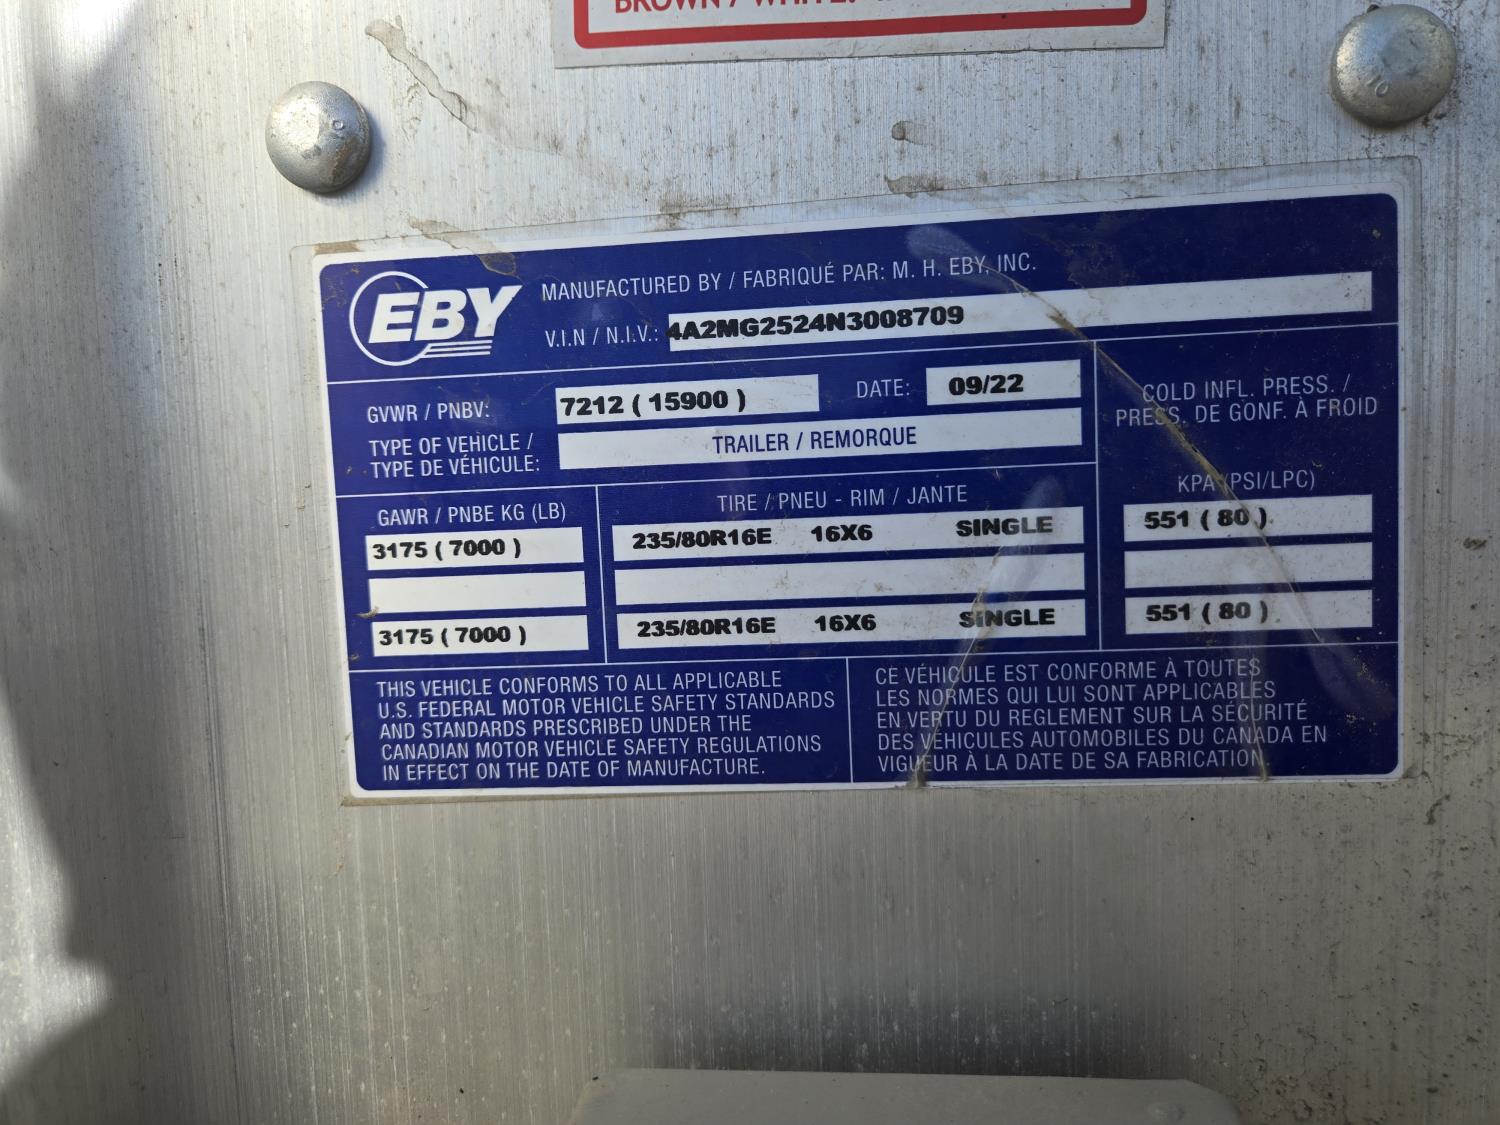 BROWN / WHITE:
10
EBY
MANUFACTURED BY / FABRIQUÉ PAR: M. H. EBY, INC.
V.I.N / N.I.V.: 4A2MG2524N3008709
GVWR / PNBV: 7212 ( 15900 ) DATE: 09/22
TYPE OF VEHICLE /
TYPE DE VÉHICULE: TRAILER / REMORQUE
COLD INFL. PRESS. /
PRESS. DE GONF. À FROID
GAWR / PNBE KG (LB) TIRE / PNEU - RIM / JANTE KPA (PSI/LPC)
3175 ( 7000 ) 235/80R16E 16X6 SINGLE 551 ( 80 )
3175 ( 7000 ) 235/80R16E 16X6 SINGLE 551 ( 80 )
THIS VEHICLE CONFORMS TO ALL APPLICABLE
U.S. FEDERAL MOTOR VEHICLE SAFETY STANDARDS
AND STANDARDS PRESCRIBED UNDER THE
CANADIAN MOTOR VEHICLE SAFETY REGULATIONS
IN EFFECT ON THE DATE OF MANUFACTURE.
CE VÉHICULE EST CONFORME À TOUTES
LES NORMES QUI LUI SONT APPLICABLES
EN VERTU DU REGLEMENT SUR LA SÉCURITÉ
DES VÉHICULES AUTOMOBILES DU CANADA EN
VIGUEUR À LA DATE DE SA FABRICATION.